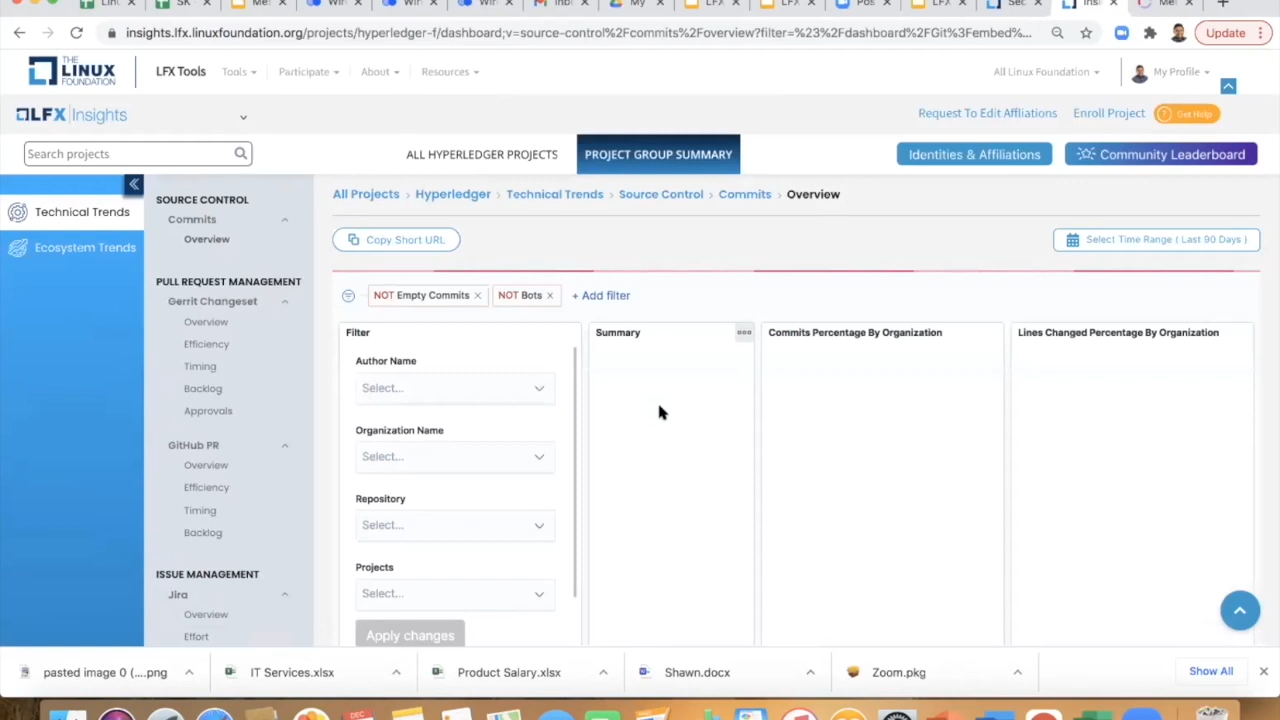 insights.lfx.linuxfoundation.org/projects/hyperledger-f/dashboard;v=source-control%2Fcommits%2Foverview?filter=%23%2Fdashboard%2FGit%3Fembed%...
Update
THE LINUX FOUNDATION
LFX Tools
Tools
Participate
About
Resources
All Linux Foundation
My Profile
LFX | Insights
Request To Edit Affliations
Enroll Project
Get Help
Search projects
ALL HYPERLEDGER PROJECTS
PROJECT GROUP SUMMARY
Identities & Affiliations
Community Leaderboard
Technical Trends
Ecosystem Trends
SOURCE CONTROL
Commits
Overview
PULL REQUEST MANAGEMENT
Gerrit Changeset
Overview
Efficiency
Timing
Backlog
Approvals
GitHub PR
Overview
Efficiency
Timing
Backlog
ISSUE MANAGEMENT
Jira
Overview
Effort
All Projects > Hyperledger > Technical Trends > Source Control > Commits > Overview
Copy Short URL
Select Time Range ( Last 90 Days )
NOT Empty Commits ×
NOT Bots ×
+ Add filter
Filter
Author Name
Select...
Organization Name
Select...
Repository
Select...
Projects
Select...
Apply changes
Summary
Commits Percentage By Organization
Lines Changed Percentage By Organization
pasted image 0 (....png
IT Services.xlsx
Product Salary.xlsx
Shawn.docx
Zoom.pkg
Show All
DEC